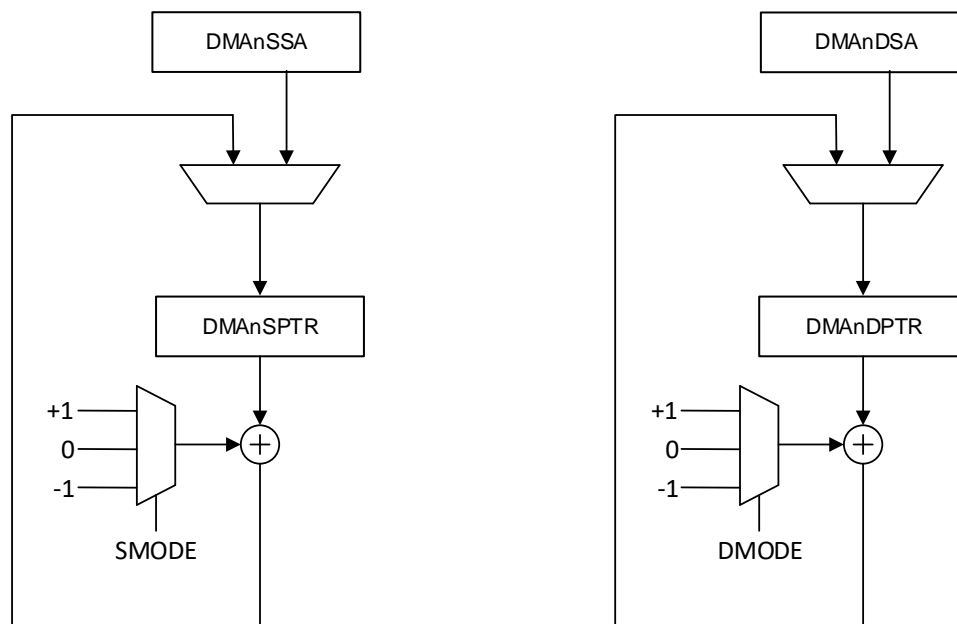 DMAnSSA
DMAnSPTR
+1
0
-1
SMODE
DMAnDSA
DMAnDPTR
+1
0
-1
DMODE